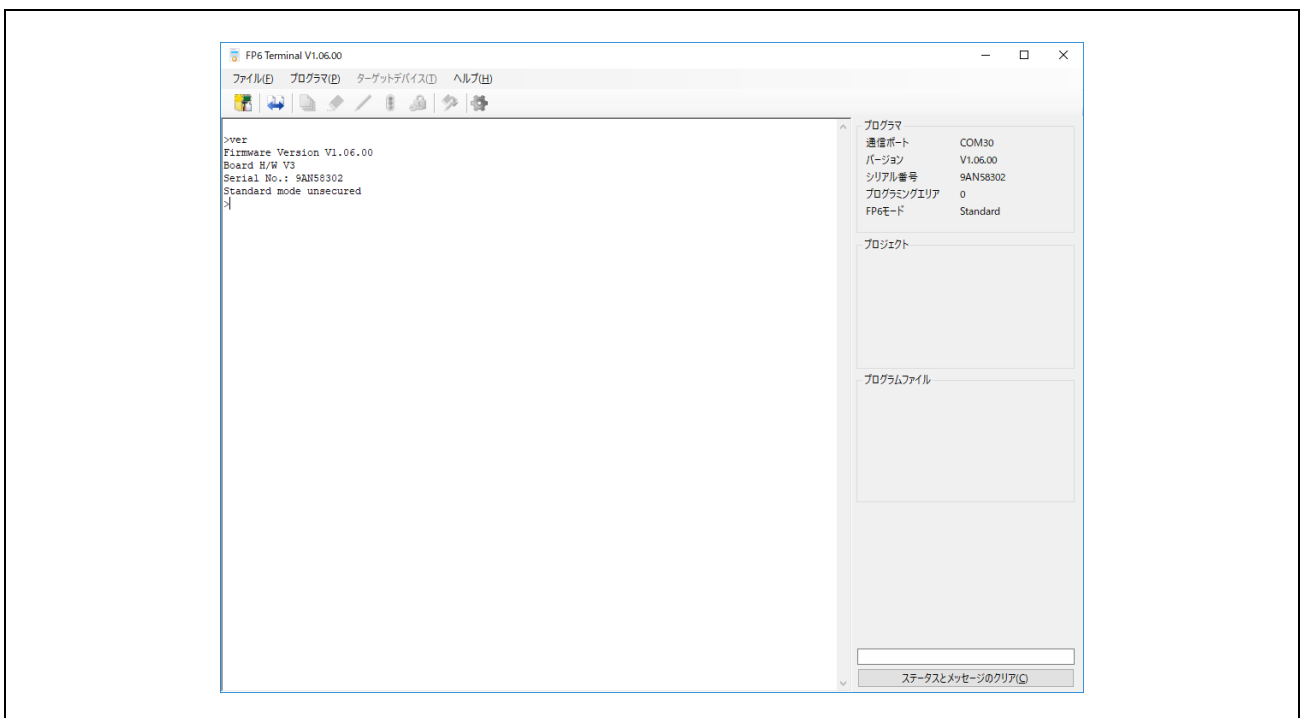 FP6 Terminal V1.06.00
ファイル(F) プログラマ(P) ターゲットデバイス(T) ヘルプ(H)
>ver
Firmware Version V1.06.00
Board H/W V3
Serial No.: 9AN58302
Standard mode unsecured
>
プログラマ
通信ポート COM30
バージョン V1.06.00
シリアル番号 9AN58302
プログラミングエリア 0
FP6モード Standard
プロジェクト
プログラムファイル
ステータスとメッセージのクリア(C)